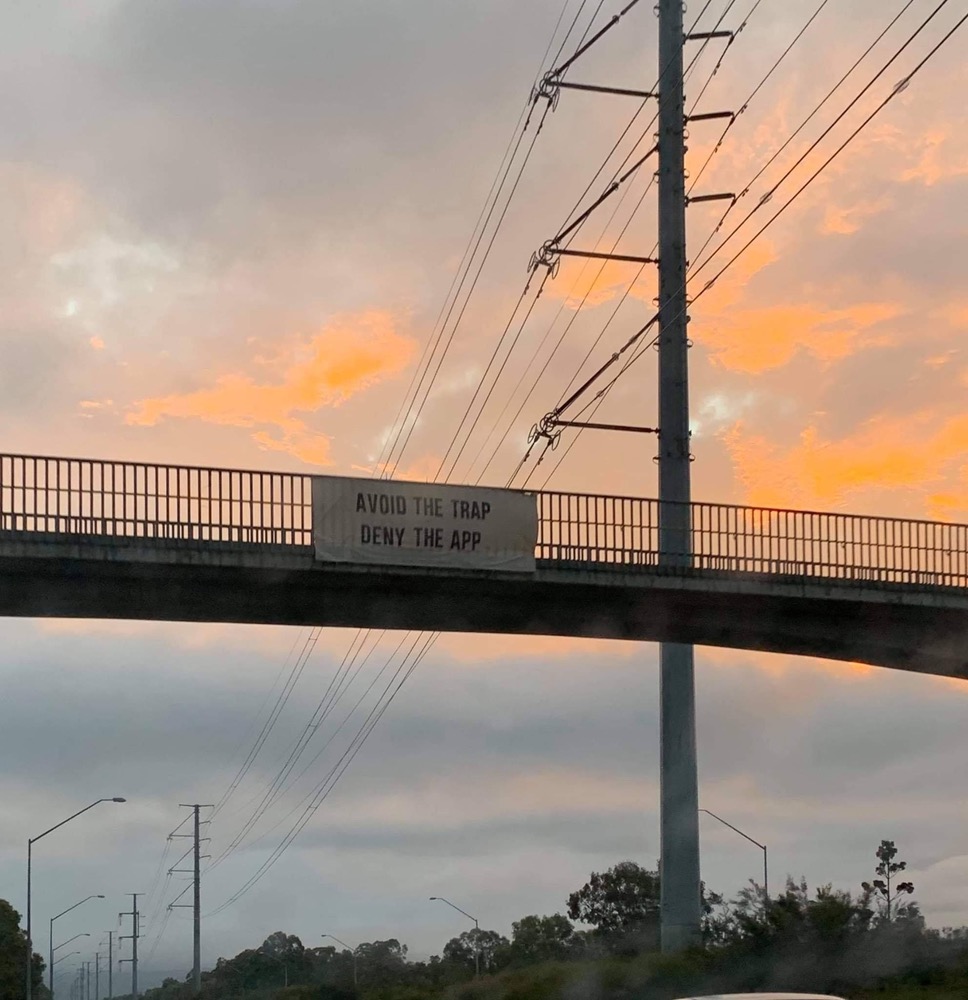 AVOID THE TRAP
DENY THE APP